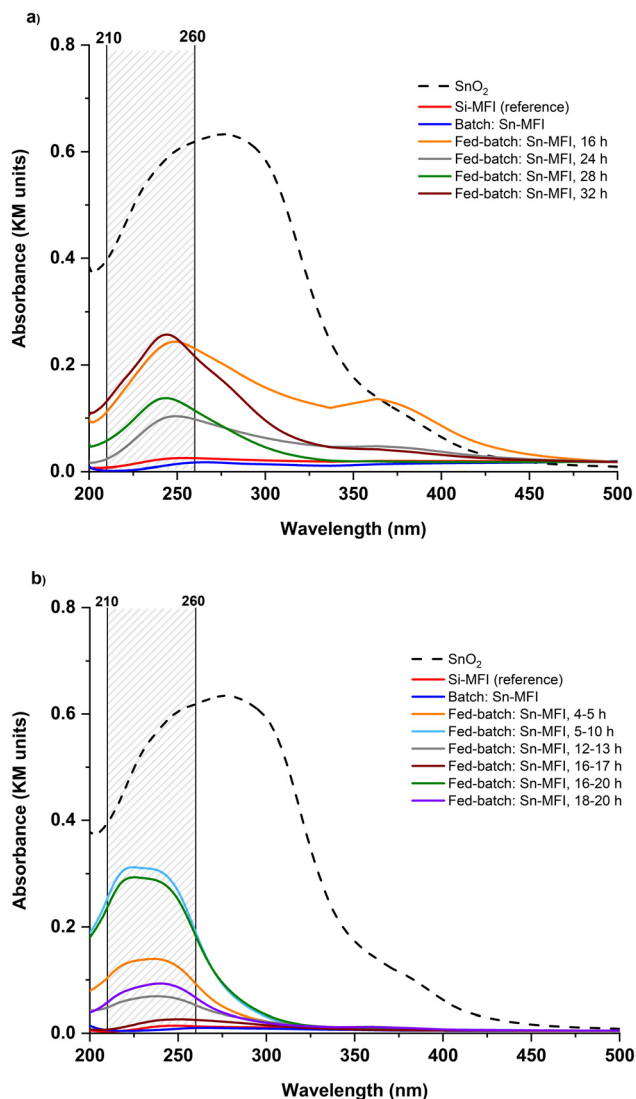 a)
210 260
0.8
0.6
0.4
0.2
0.0
Absorbance (KM units)
SnO₂
Si-MFI (reference)
Batch: Sn-MFI
Fed-batch: Sn-MFI, 16 h
Fed-batch: Sn-MFI, 24 h
Fed-batch: Sn-MFI, 28 h
Fed-batch: Sn-MFI, 32 h
200 250 300 350 400 450 500
Wavelength (nm)
b)
210 260
0.8
0.6
0.4
0.2
0.0
Absorbance (KM units)
SnO₂
Si-MFI (reference)
Batch: Sn-MFI
Fed-batch: Sn-MFI, 4-5 h
Fed-batch: Sn-MFI, 5-10 h
Fed-batch: Sn-MFI, 12-13 h
Fed-batch: Sn-MFI, 16-17 h
Fed-batch: Sn-MFI, 16-20 h
Fed-batch: Sn-MFI, 18-20 h
200 250 300 350 400 450 500
Wavelength (nm)